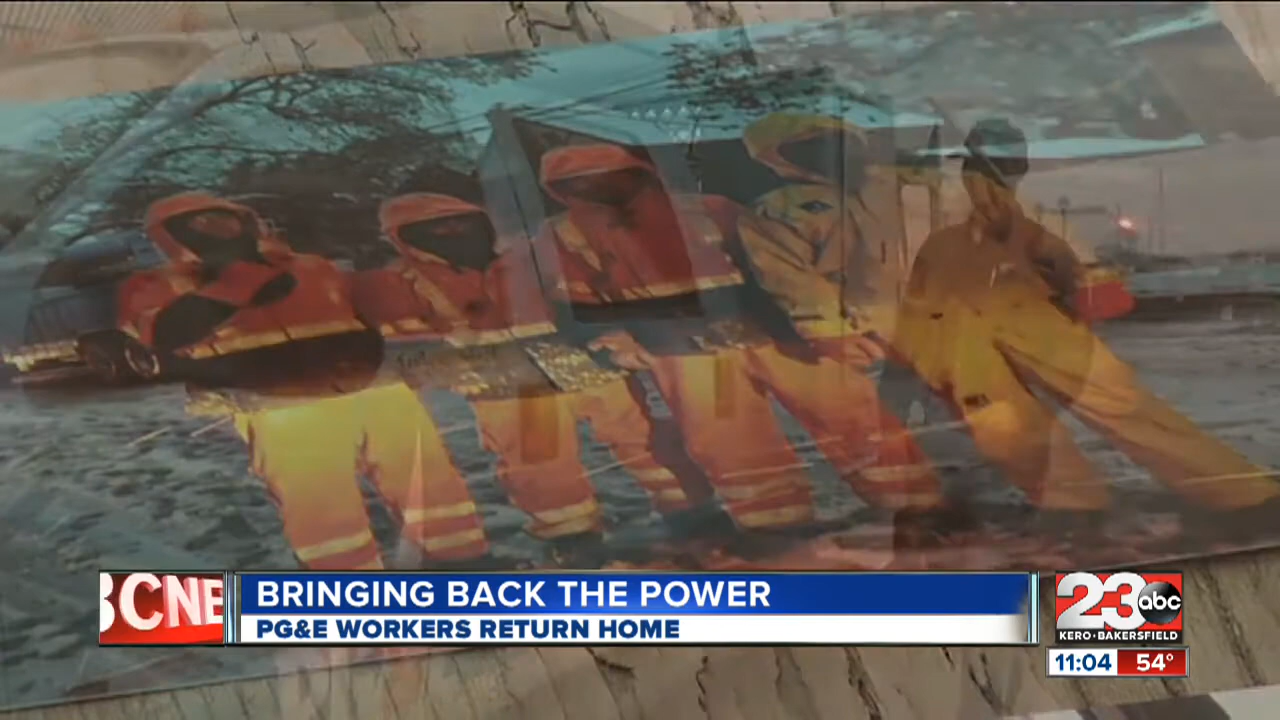 BRINGING BACK THE POWER
PG&E WORKERS RETURN HOME
3CNE
23 abc
KERO•BAKERSFIELD
11:04 54°